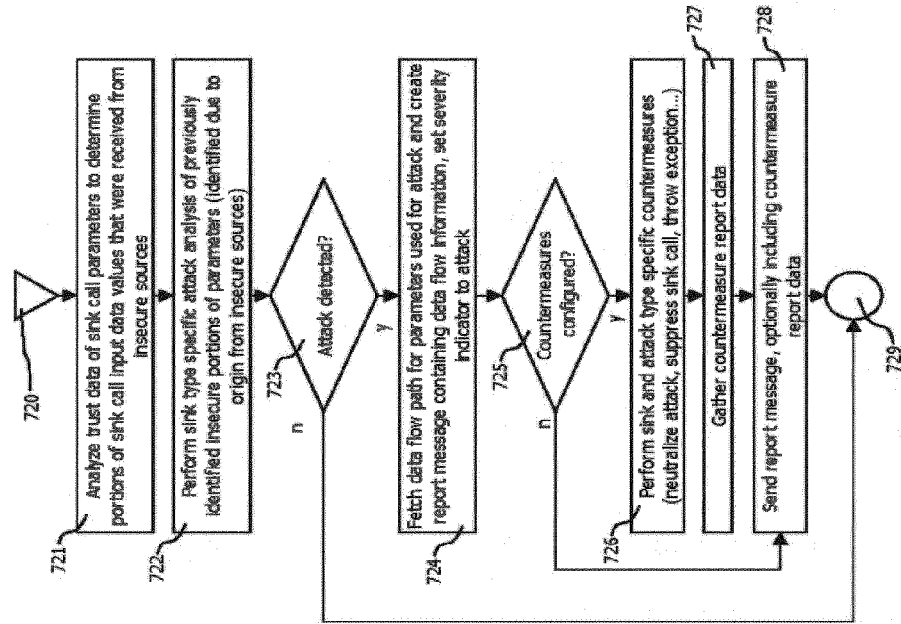 720
721
Analyze trust data of sink call parameters to determine
portions of sink call input data values that were received from
insecure sources
722
Perform sink type specific attack analysis of previously
identified insecure portions of parameters (identified due to
origin from insecure sources)
723
Attack detected?
n
y
724
Fetch data flow path for parameters used for attack and create
report message containing data flow information, set severity
indicator to attack
725
Countermeasures
configured?
n
y
726
Perform sink and attack type specific countermeasures
(neutralize attack, suppress sink call, throw exception...)
727
Gather countermeasure report data
728
Send report message, optionally including countermeasure
report data
729